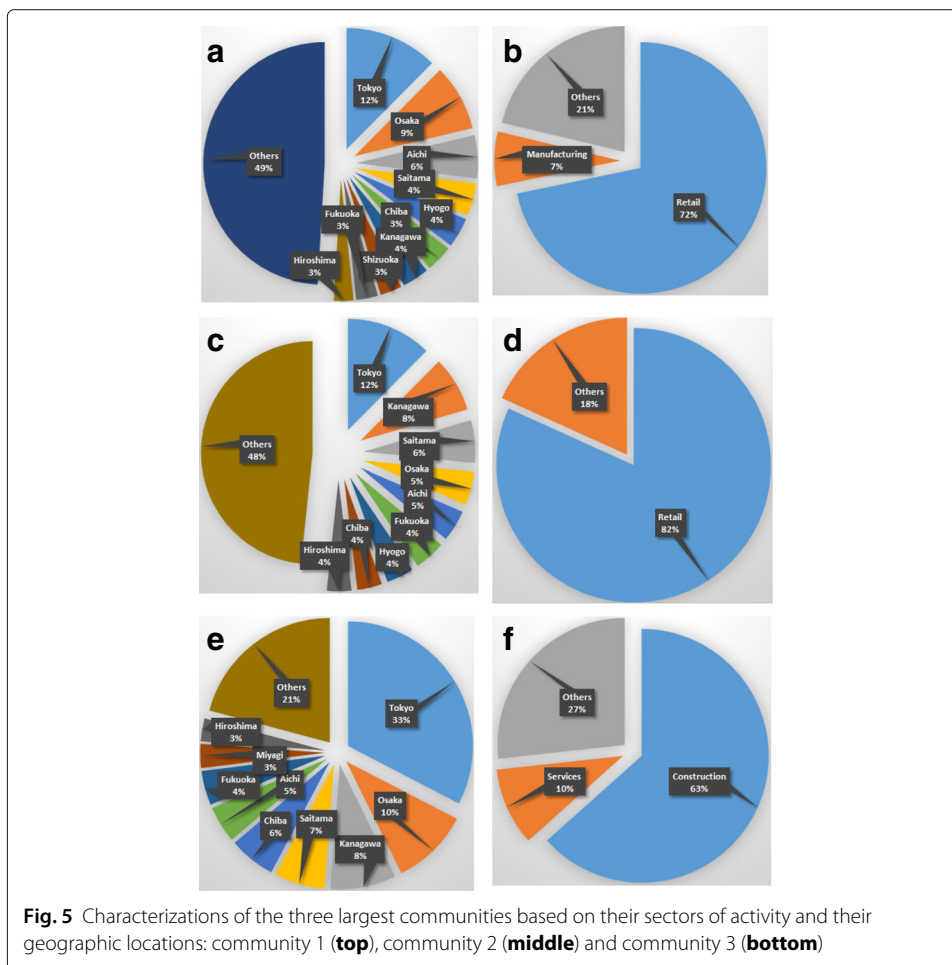 a
Tokyo
12%
Osaka
9%
Aichi
6%
Saitama
4%
Hyogo
4%
Chiba
3%
Kanagawa
4%
Fukuoka
3%
Shizuoka
3%
Hiroshima
3%
Others
49%
b
Others
21%
Manufacturing
7%
Retail
72%
c
Tokyo
12%
Kanagawa
8%
Saitama
6%
Osaka
5%
Aichi
5%
Fukuoka
4%
Hyogo
4%
Chiba
4%
Hiroshima
4%
Others
48%
d
Others
18%
Retail
82%
e
Others
21%
Tokyo
33%
Hiroshima
3%
Miyagi
3%
Fukuoka
4%
Aichi
5%
Chiba
6%
Saitama
7%
Kanagawa
8%
Osaka
10%
f
Others
27%
Services
10%
Construction
63%
Fig. 5 Characterizations of the three largest communities based on their sectors of activity and their
geographic locations: community 1 (top), community 2 (middle) and community 3 (bottom)